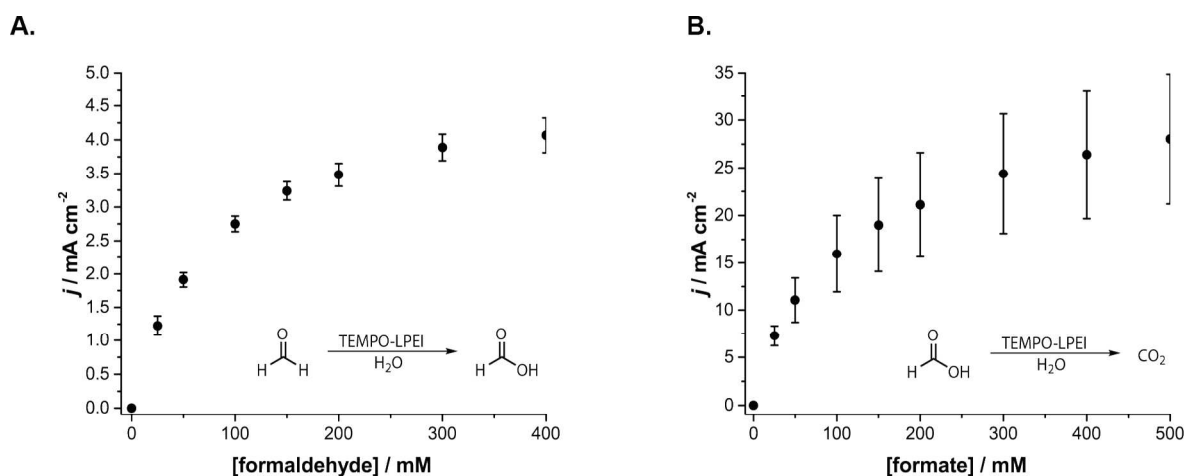 A.
5.0
4.5
4.0
3.5
3.0
2.5
2.0
1.5
1.0
0.5
0.0
j / mA cm-2
0 100 200 300 400
[formaldehyde] / mM
O
H H
TEMPO-LPEI
H2O
O
H OH
B.
35
30
25
20
15
10
5
0
j / mA cm-2
0 100 200 300 400 500
[formate] / mM
O
H OH
TEMPO-LPEI
H2O
CO2